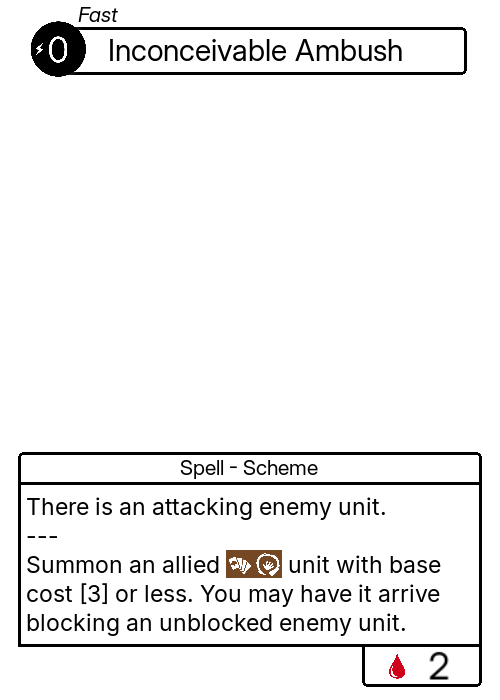 Fast
0 Inconceivable Ambush
Spell - Scheme
There is an attacking enemy unit.
---
Summon an allied unit with base
cost [3] or less. You may have it arrive
blocking an unblocked enemy unit.
2